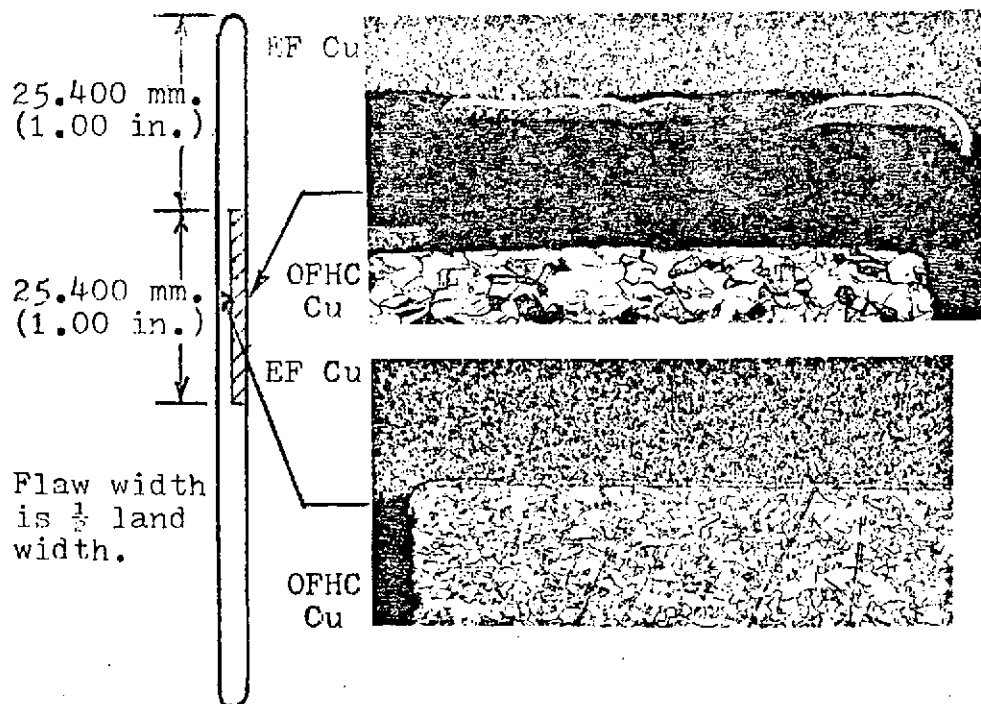 25.400 mm.
(1.00 in.)
25.400 mm.
(1.00 in.)
Flaw width
is ½ land
width.
EF Cu
OFHC
Cu
EF Cu
OFHC
Cu